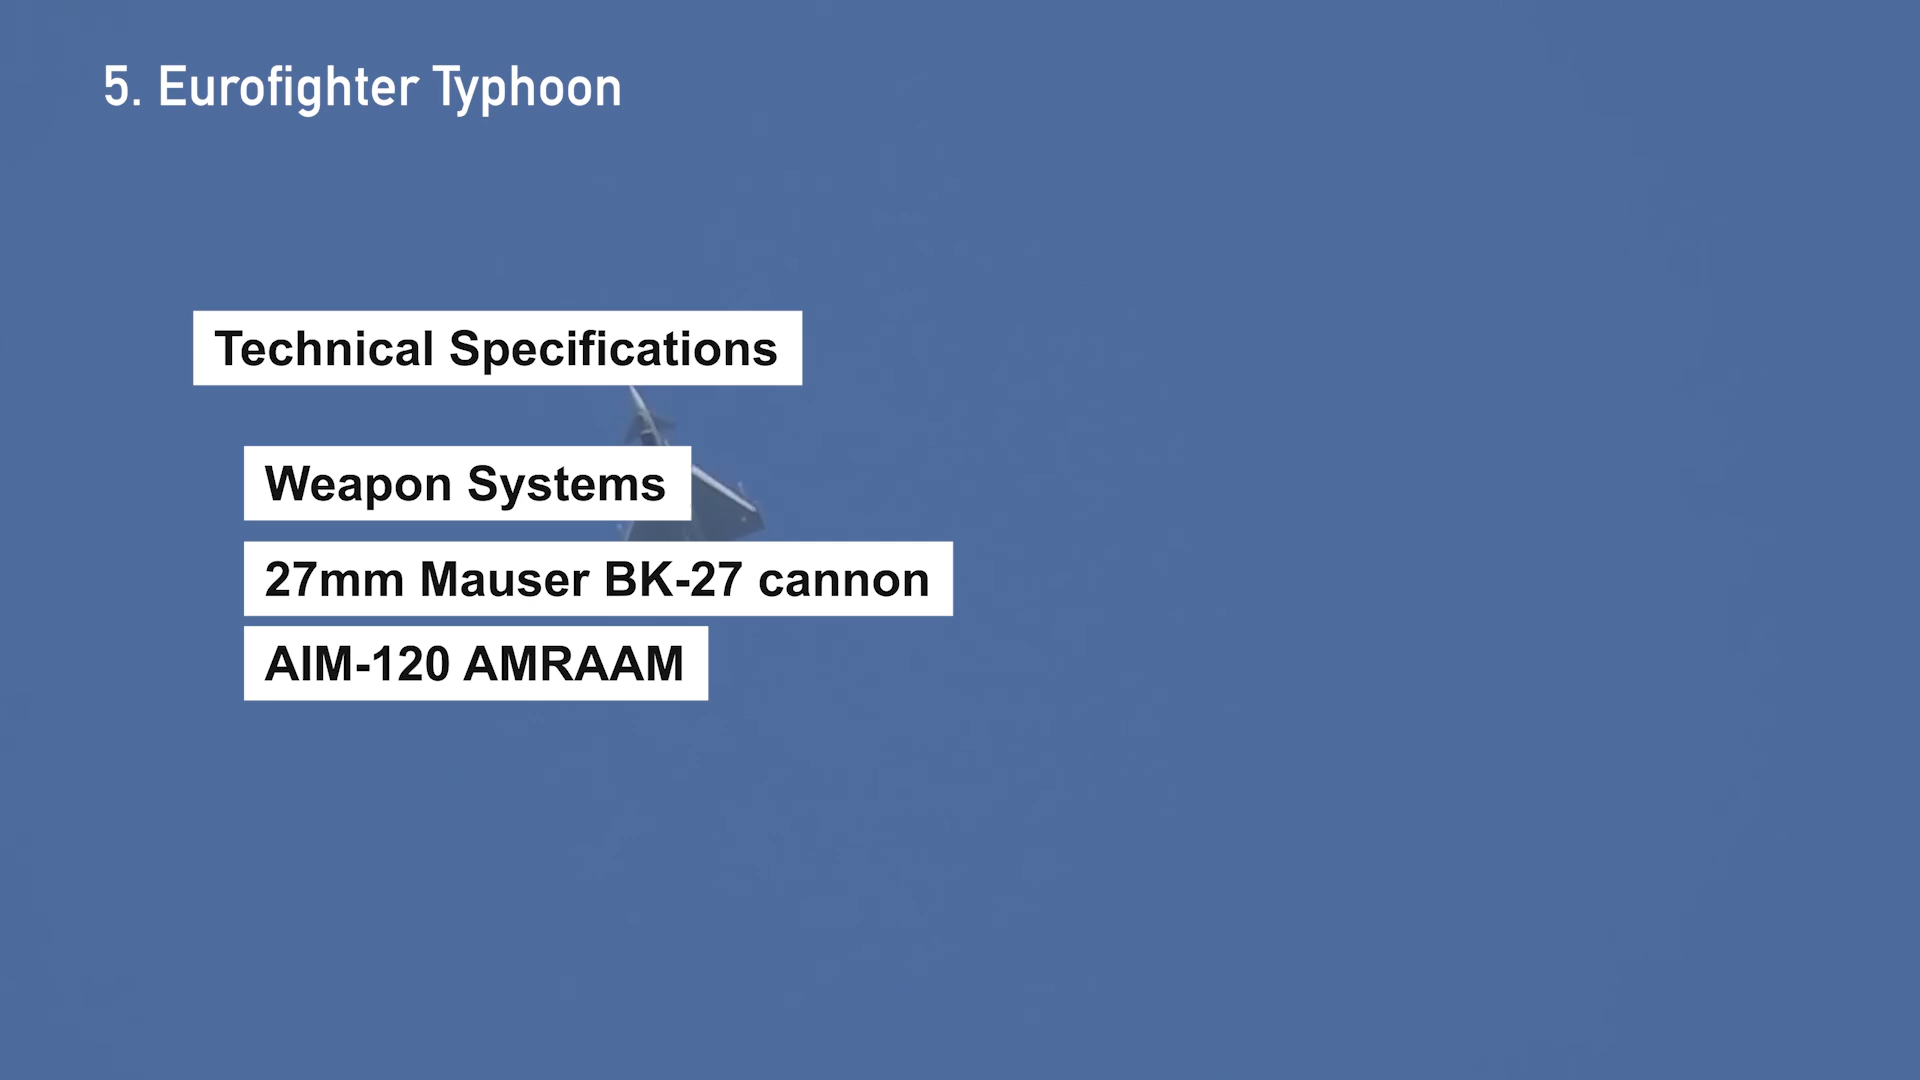 5. Eurofighter Typhoon
Technical Specifications
Weapon Systems
27mm Mauser BK-27 cannon
AIM-120 AMRAAM